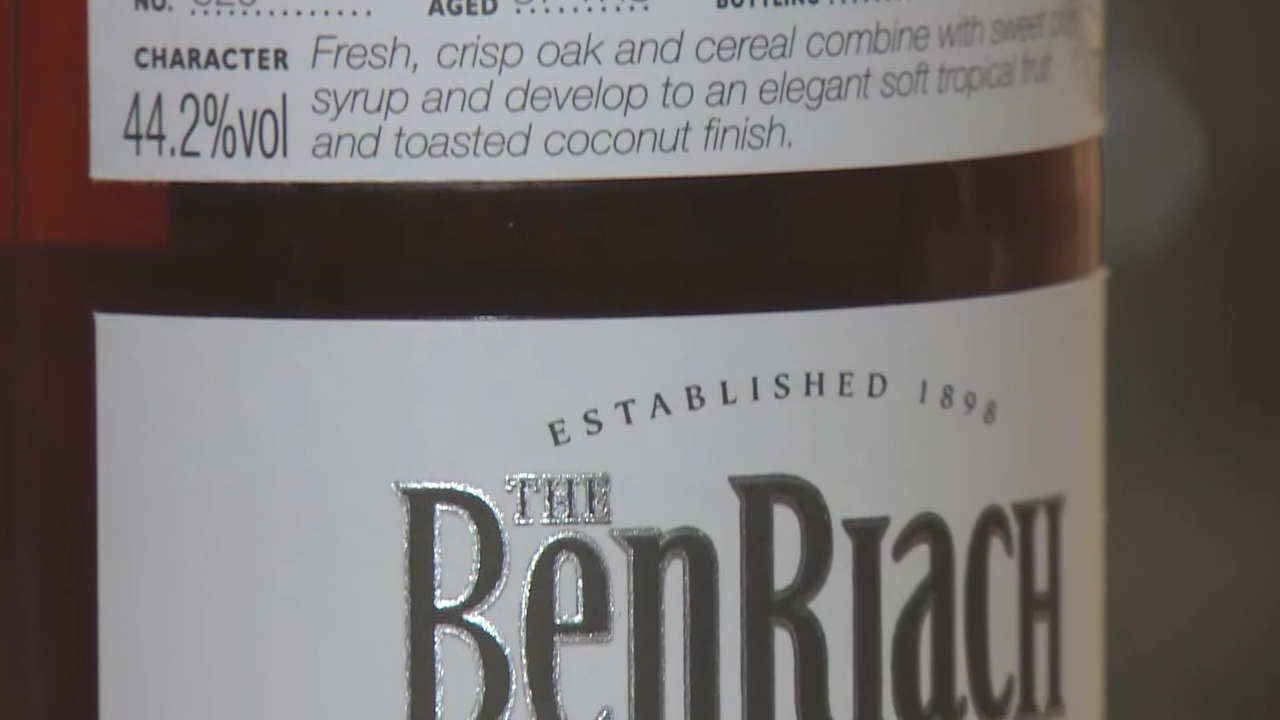 NO. AGED BOTTLING
CHARACTER Fresh, crisp oak and cereal combine with sweet
44.2%vol syrup and develop to an elegant soft tropical fruit
and toasted coconut finish.
ESTABLISHED 1898
THE
BenRiach